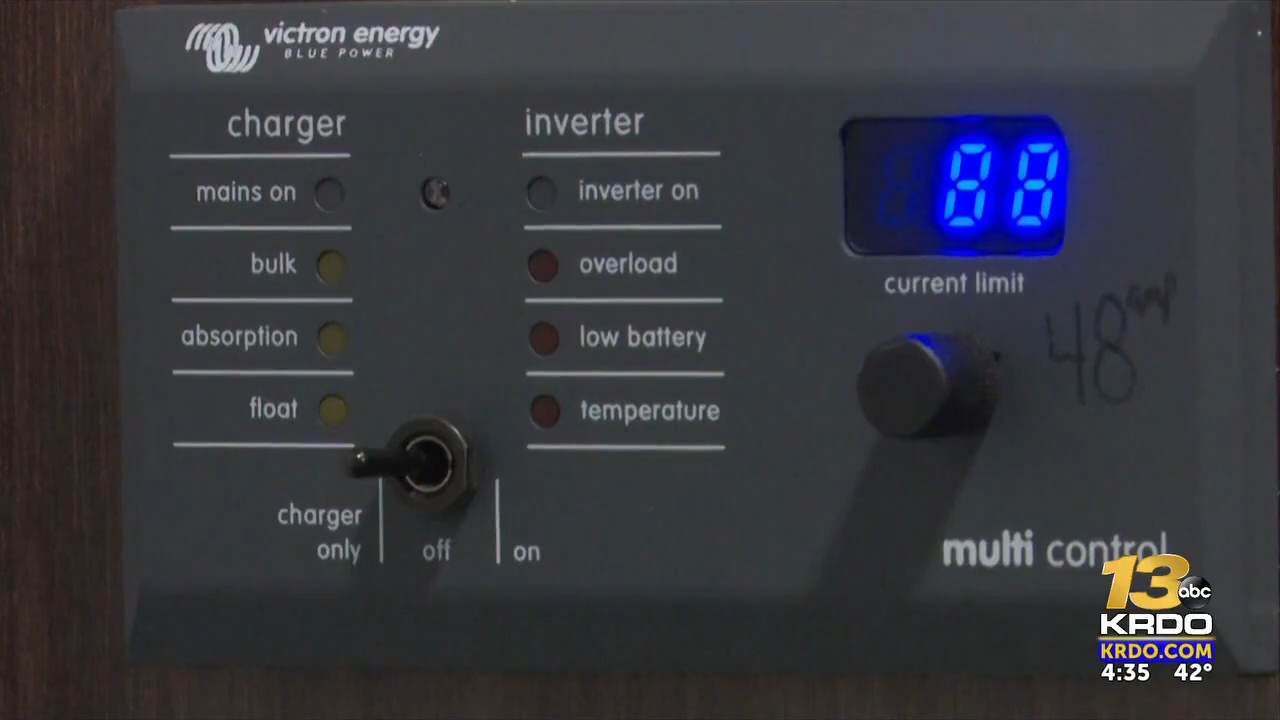 victron energy
BLUE POWER
charger
inverter
mains on
inverter on
bulk
overload
absorption
low battery
float
temperature
charger
only
off
on
88
current limit
48 amp
multi control
13
abc
KRDO
KRDO.COM
4:35 42°